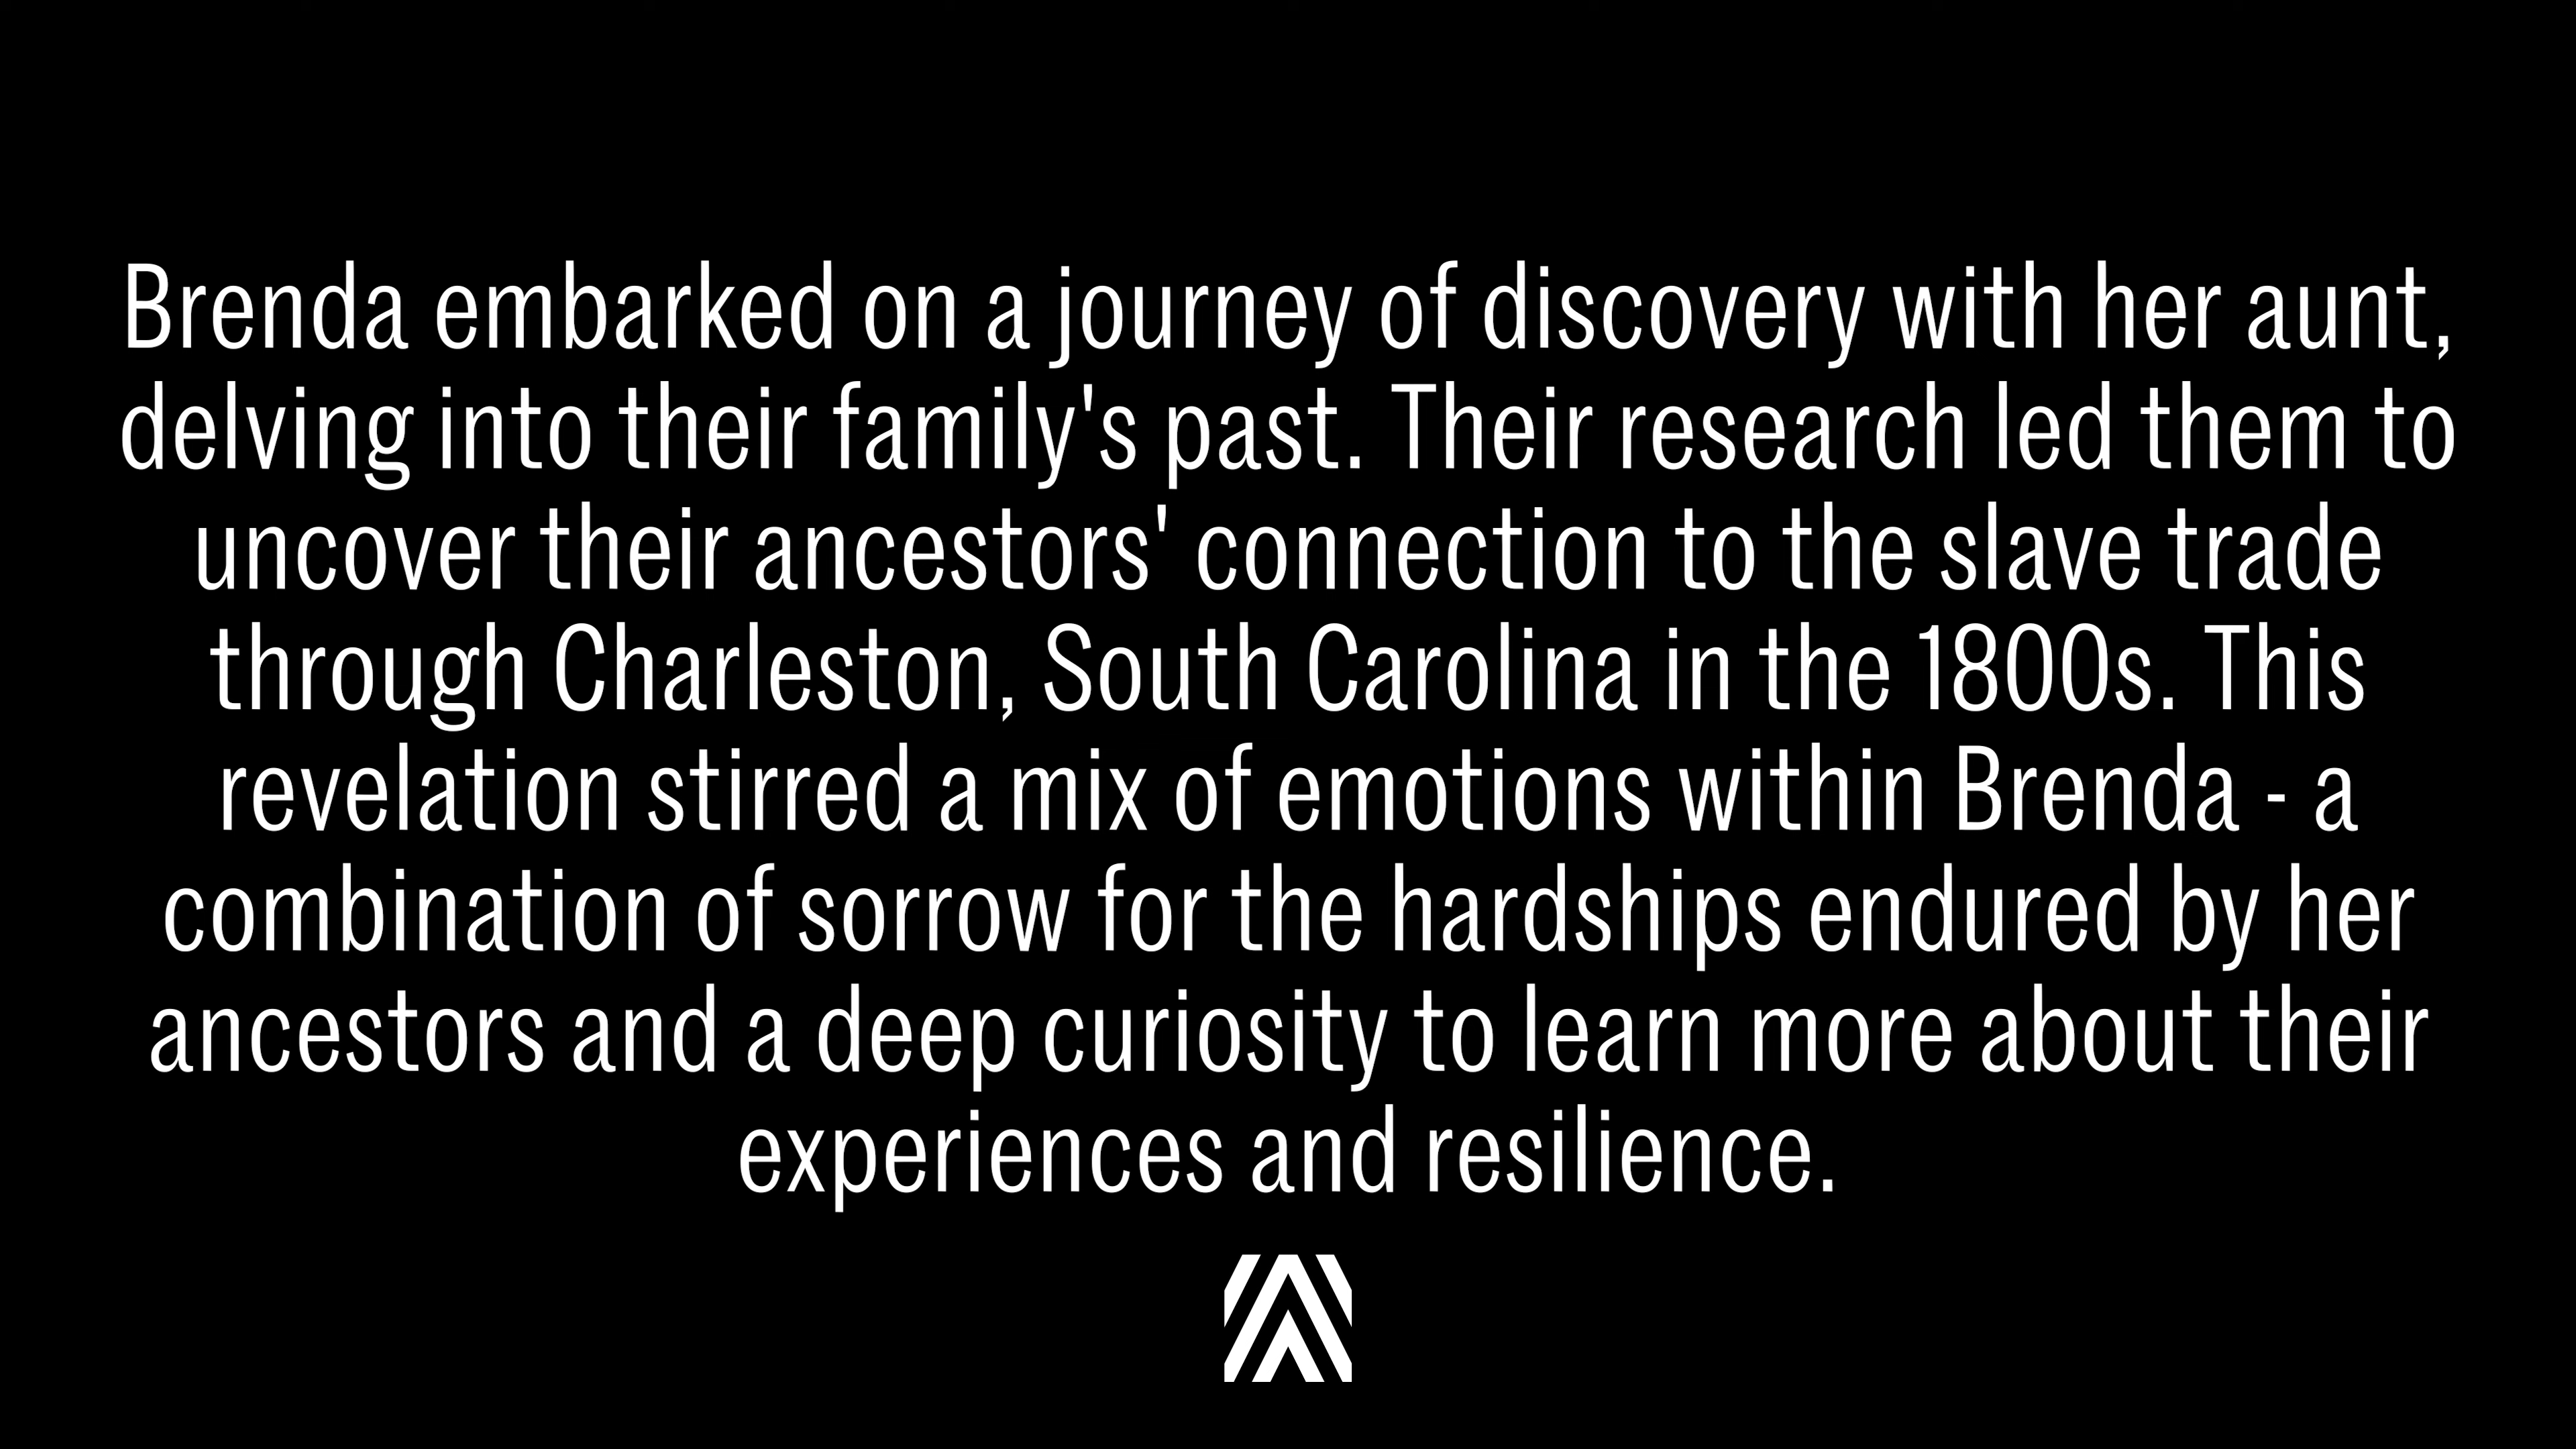 Brenda embarked on a journey of discovery with her aunt,
delving into their family's past. Their research led them to
uncover their ancestors' connection to the slave trade
through Charleston, South Carolina in the 1800s. This
revelation stirred a mix of emotions within Brenda - a
combination of sorrow for the hardships endured by her
ancestors and a deep curiosity to learn more about their
experiences and resilience.